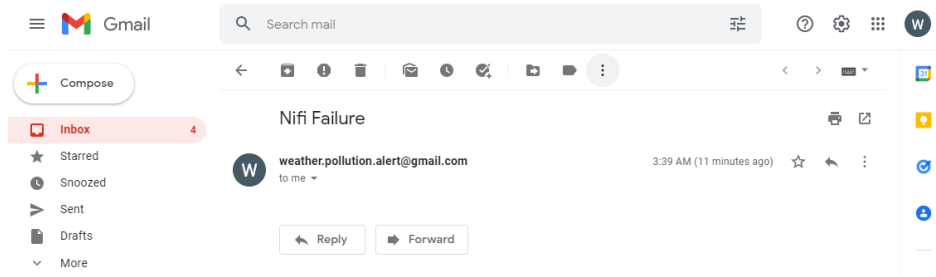 Gmail
Search mail
W
Compose
Inbox 4
Starred
Snoozed
Sent
Drafts
More
Nifi Failure
W
weather.pollution.alert@gmail.com 3:39 AM (11 minutes ago)
to me
Reply Forward
31